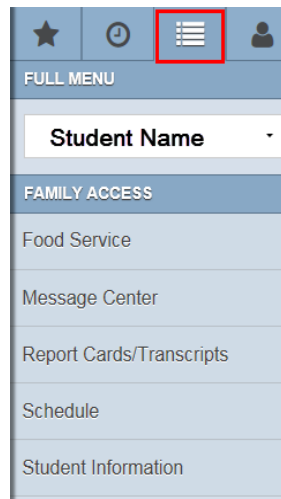 FULL MENU
Student Name
FAMILY ACCESS
Food Service
Message Center
Report Cards/Transcripts
Schedule
Student Information